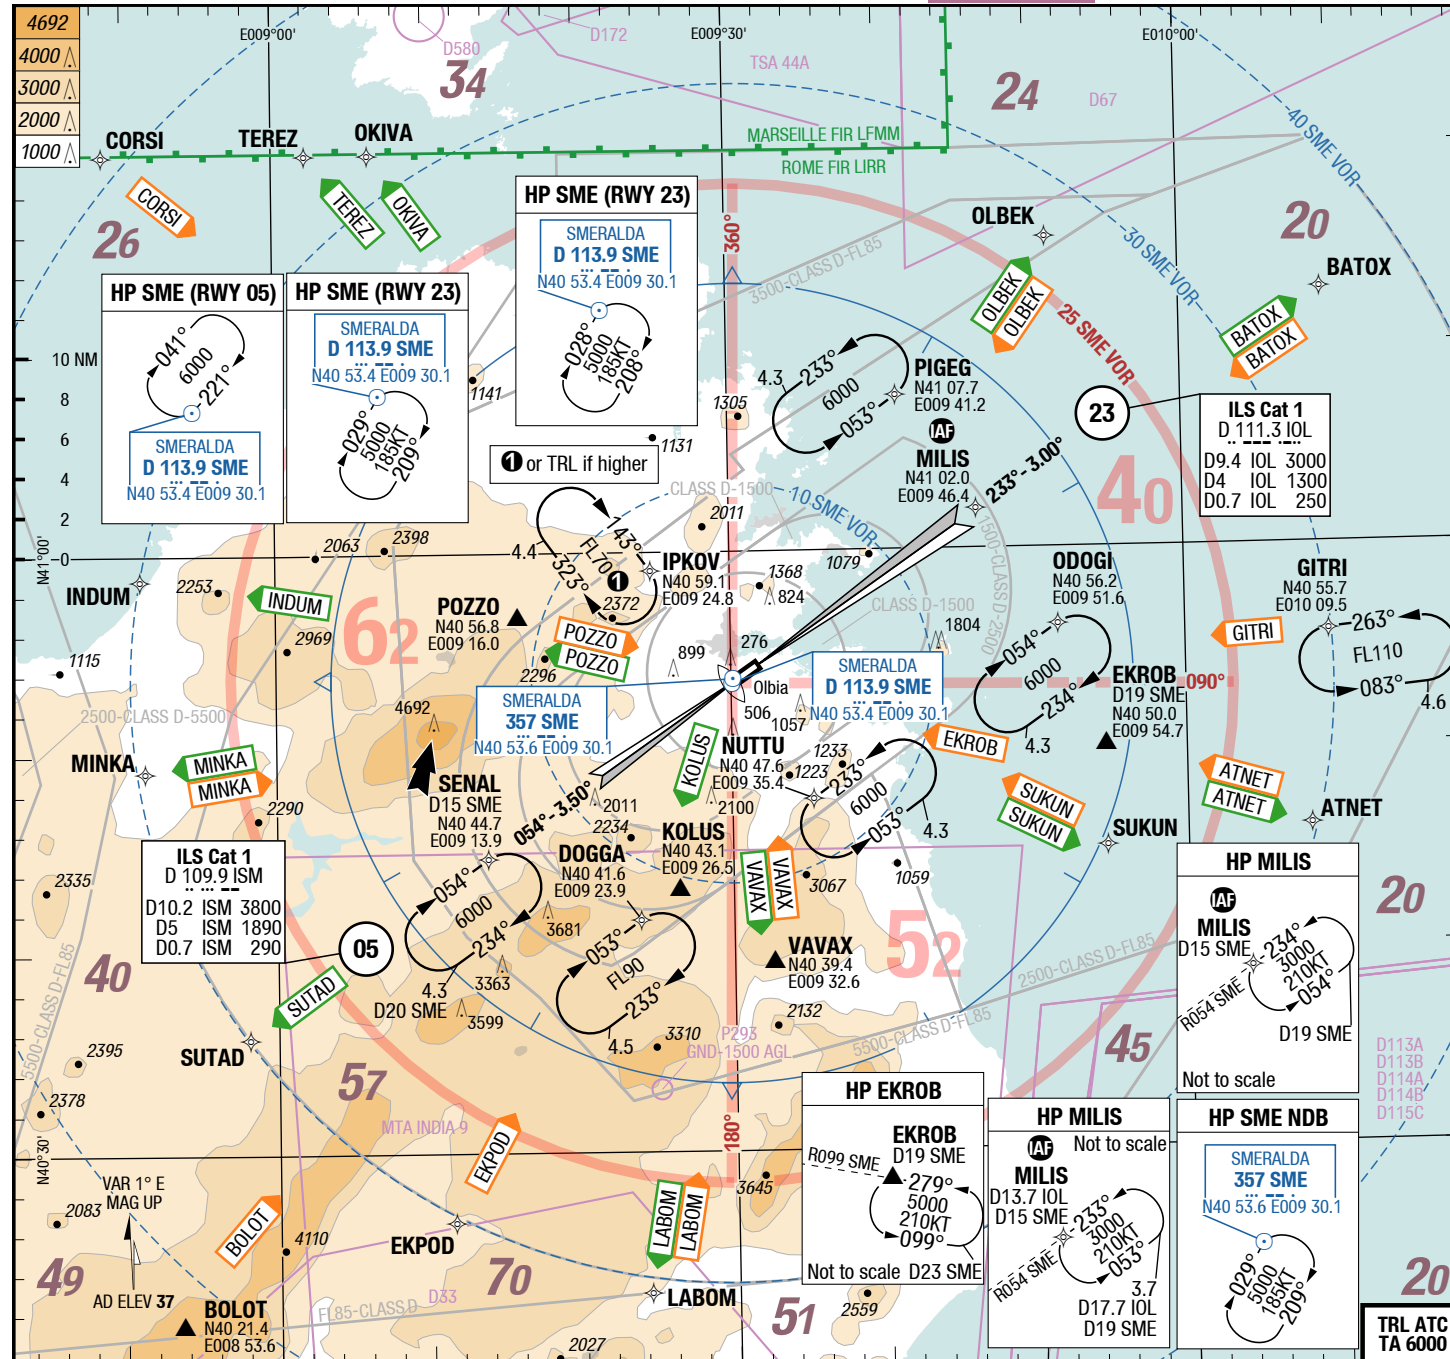 4692
4000
3000
2000
1000
E009°00'
E009°30'
E010°00'
D580
D172
TSA 44A
D67
34
24
26
20
CORSI
TEREZ
OKIVA
MARSEILLE FIR LFMM
ROME FIR LIRR
40 SME VOR
30 SME VOR
25 SME VOR
10 SME VOR
CORSI
TEREZ
OKIVA
360°
3500-CLASS D-FL85
OLBEK
OLBEK
OLBEK
BATOX
BATOX
BATOX
HP SME (RWY 05)
041°
6000
221°
SMERALDA
D 113.9 SME
N40 53.4 E009 30.1
HP SME (RWY 23)
SMERALDA
D 113.9 SME
N40 53.4 E009 30.1
029°
5000
185KT
209°
HP SME (RWY 23)
SMERALDA
D 113.9 SME
N40 53.4 E009 30.1
028°
5000
185KT
208°
10 NM
8
6
4
2
0
N41°00'
1141
1305
1131
1 or TRL if higher
CLASS D-1500
2011
4.3
233°
6000
053°
PIGEG
N41 07.7
E009 41.2
IAF
MILIS
N41 02.0
E009 46.4
233° - 3.00°
23
ILS Cat 1
D 111.3 IOL
D9.4 IOL 3000
D4 IOL 1300
D0.7 IOL 250
40
1500-CLASS D-2500
CLASS D-1500
2063
2398
2253
2969
INDUM
INDUM
62
1115
4.4
143°
FL70
323°
1
IPKOV
N40 59.1
E009 24.8
2372
1368
824
1079
1804
276
899
POZZO
N40 56.8
E009 16.0
POZZO
POZZO
2296
ODOGI
N40 56.2
E009 51.6
054°
6000
234°
4.3
GITRI
N40 55.7
E010 09.5
GITRI
263°
FL110
083°
4.6
EKROB
D19 SME
N40 50.0
E009 54.7
EKROB
090°
SMERALDA
357 SME
N40 53.6 E009 30.1
SMERALDA
D 113.9 SME
N40 53.4 E009 30.1
Olbia
506
1057
2500-CLASS D-5500
4692
MINKA
MINKA
MINKA
2290
SENAL
D15 SME
N40 44.7
E009 13.9
054° - 3.50°
2011
2234
2100
KOLUS
KOLUS
N40 43.1
E009 26.5
NUTTU
N40 47.6
E009 35.4
1233
1223
233°
6000
053°
4.3
SUKUN
SUKUN
SUKUN
ATNET
ATNET
ATNET
DOGGA
N40 41.6
E009 23.9
053°
FL90
233°
4.5
VAVAX
VAVAX
3067
1059
VAVAX
N40 39.4
E009 32.6
52
ILS Cat 1
D 109.9 ISM
D10.2 ISM 3800
D5 ISM 1890
D0.7 ISM 290
05
2335
40
054°
6000
234°
4.3
D20 SME
3681
3363
3599
3310
2132
P293
GND-1500 AGL
5500-CLASS D-FL85
2500-CLASS D-FL85
5500-CLASS D-FL85
SUTAD
SUTAD
2395
2378
57
MTA INDIA 9
180°
45
20
HP MILIS
IAF
MILIS
D15 SME
234°
3000
210KT
054°
R054 SME
D19 SME
Not to scale
D113A
D113B
D114A
D114B
D115C
N40°30'
VAR 1° E
MAG UP
2083
49
AD ELEV 37
BOLOT
4110
BOLOT
N40 21.4
E008 53.6
EKPOD
EKPOD
70
D33
FL85-CLASS D
3645
LABOM
LABOM
LABOM
2027
51
2559
HP EKROB
EKROB
D19 SME
R099 SME
279°
5000
210KT
099°
Not to scale D23 SME
HP MILIS
IAF
Not to scale
MILIS
D13.7 IOL
D15 SME
233°
3000
210KT
053°
R054 SME
3.7
D17.7 IOL
D19 SME
HP SME NDB
SMERALDA
357 SME
N40 53.6 E009 30.1
029°
5000
185KT
209°
20
TRL ATC
TA 6000